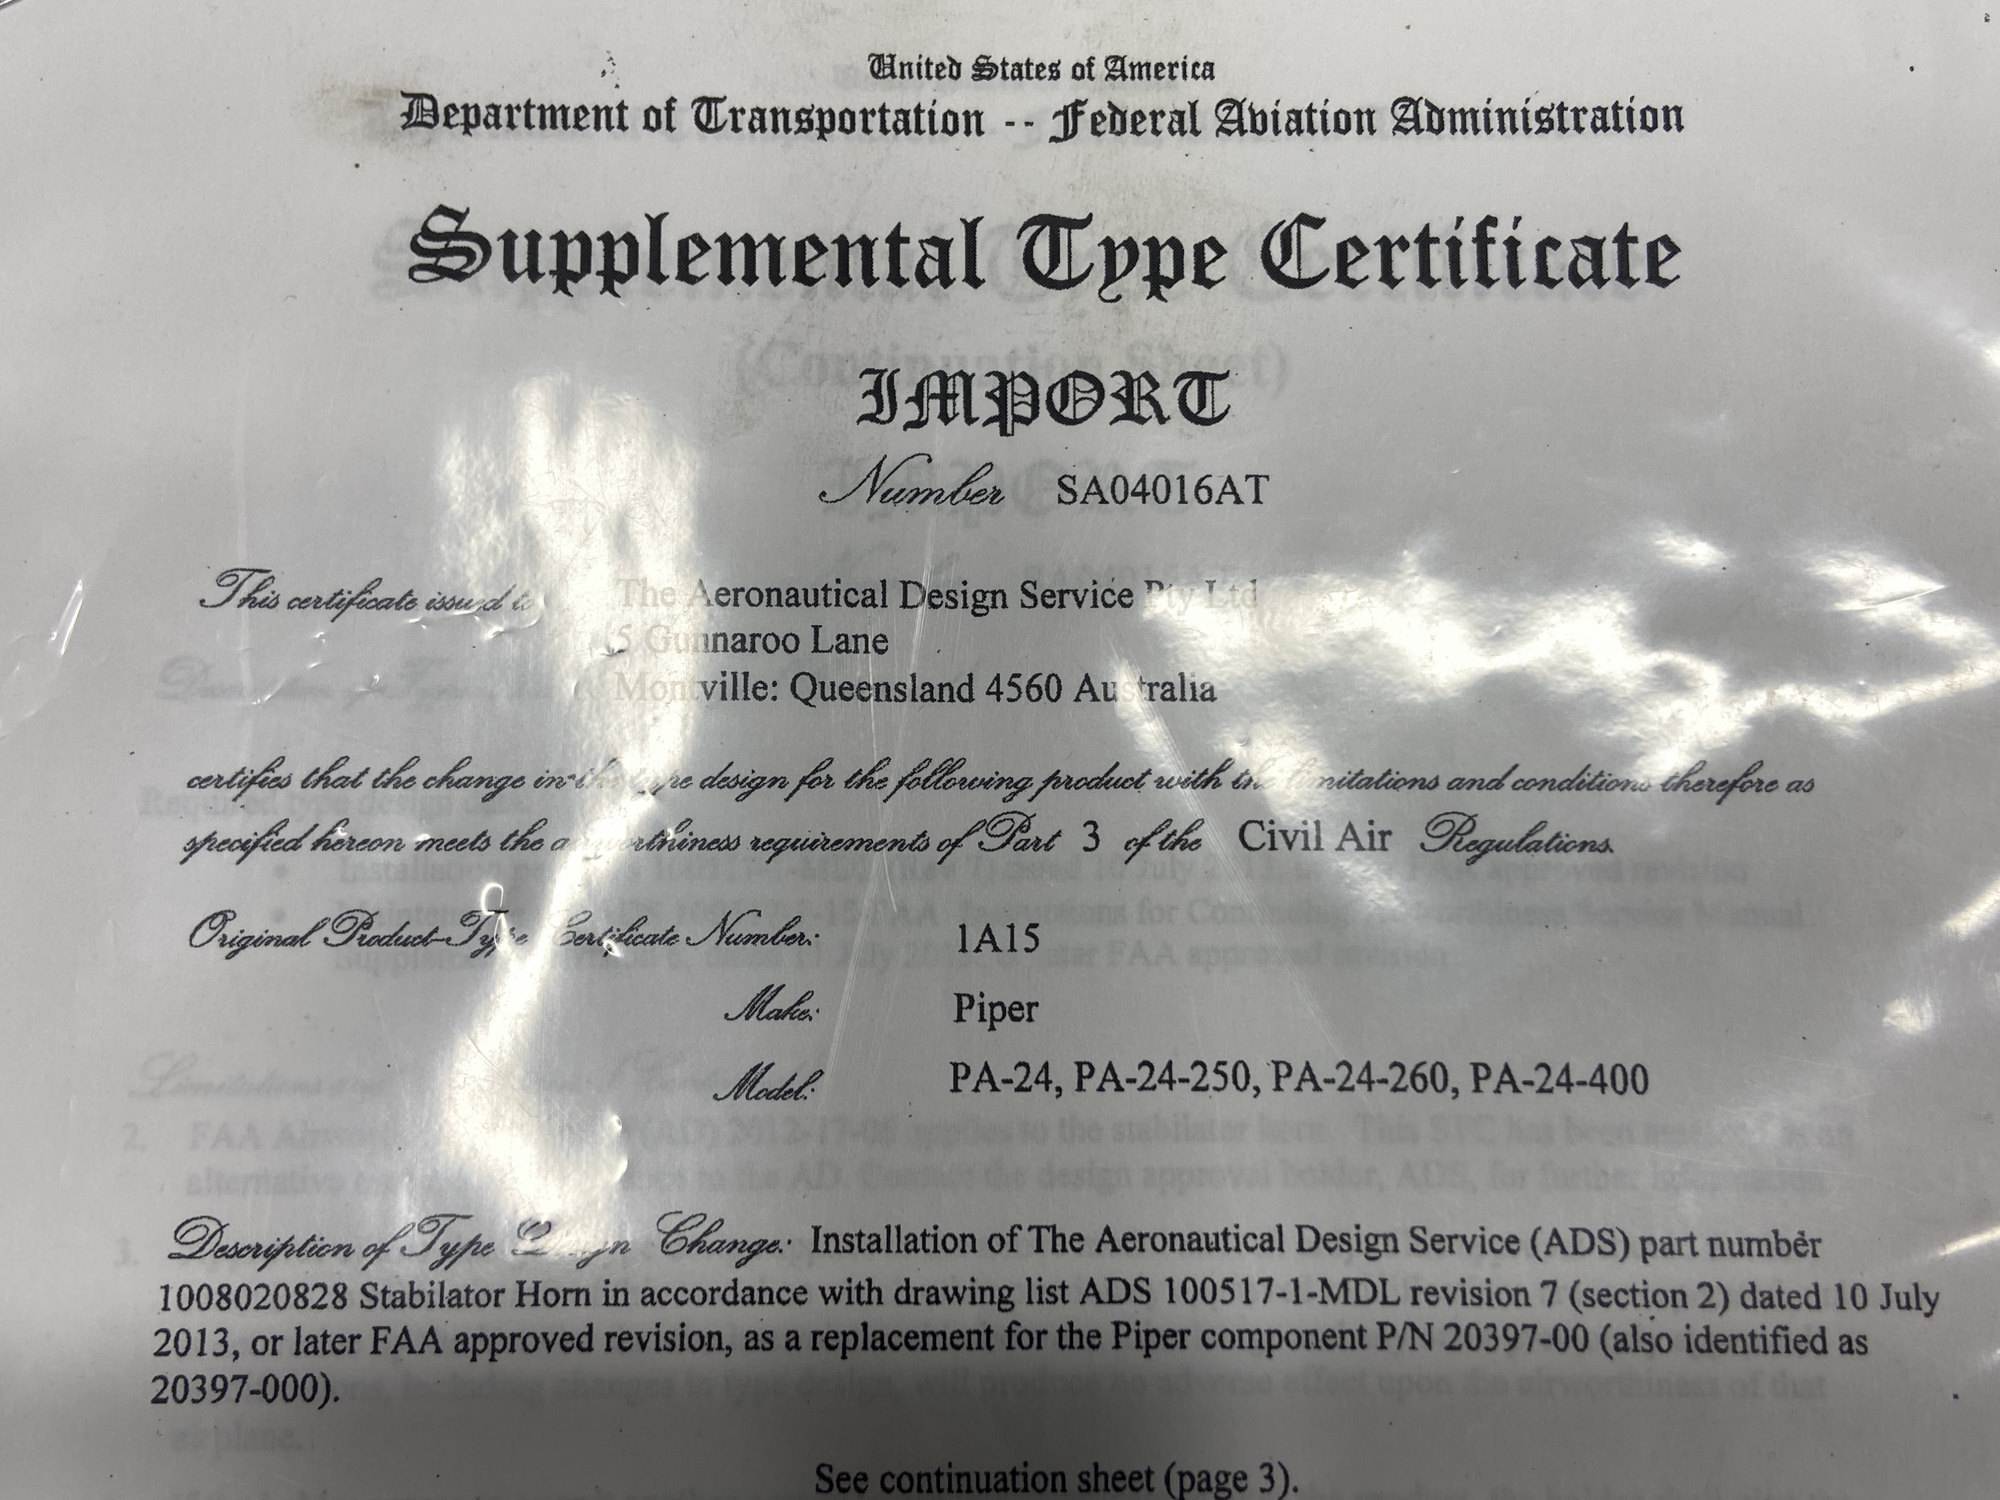 United States of America
Department of Transportation -- Federal Aviation Administration
Supplemental Type Certificate
IMPORT
Number SA04016AT
This certificate issued to The Aeronautical Design Service Pty Ltd
5 Gunnaroo Lane
Montville: Queensland 4560 Australia
certifies that the change in the type design for the following product with the limitations and conditions therefore as
specified hereon meets the airworthiness requirements of Part 3 of the Civil Air Regulations.
Original Product-Type Certificate Number: 1A15
Make: Piper
Model: PA-24, PA-24-250, PA-24-260, PA-24-400
Description of Type Design Change: Installation of The Aeronautical Design Service (ADS) part number
1008020828 Stabilator Horn in accordance with drawing list ADS 100517-1-MDL revision 7 (section 2) dated 10 July
2013, or later FAA approved revision, as a replacement for the Piper component P/N 20397-00 (also identified as
20397-000).
See continuation sheet (page 3).